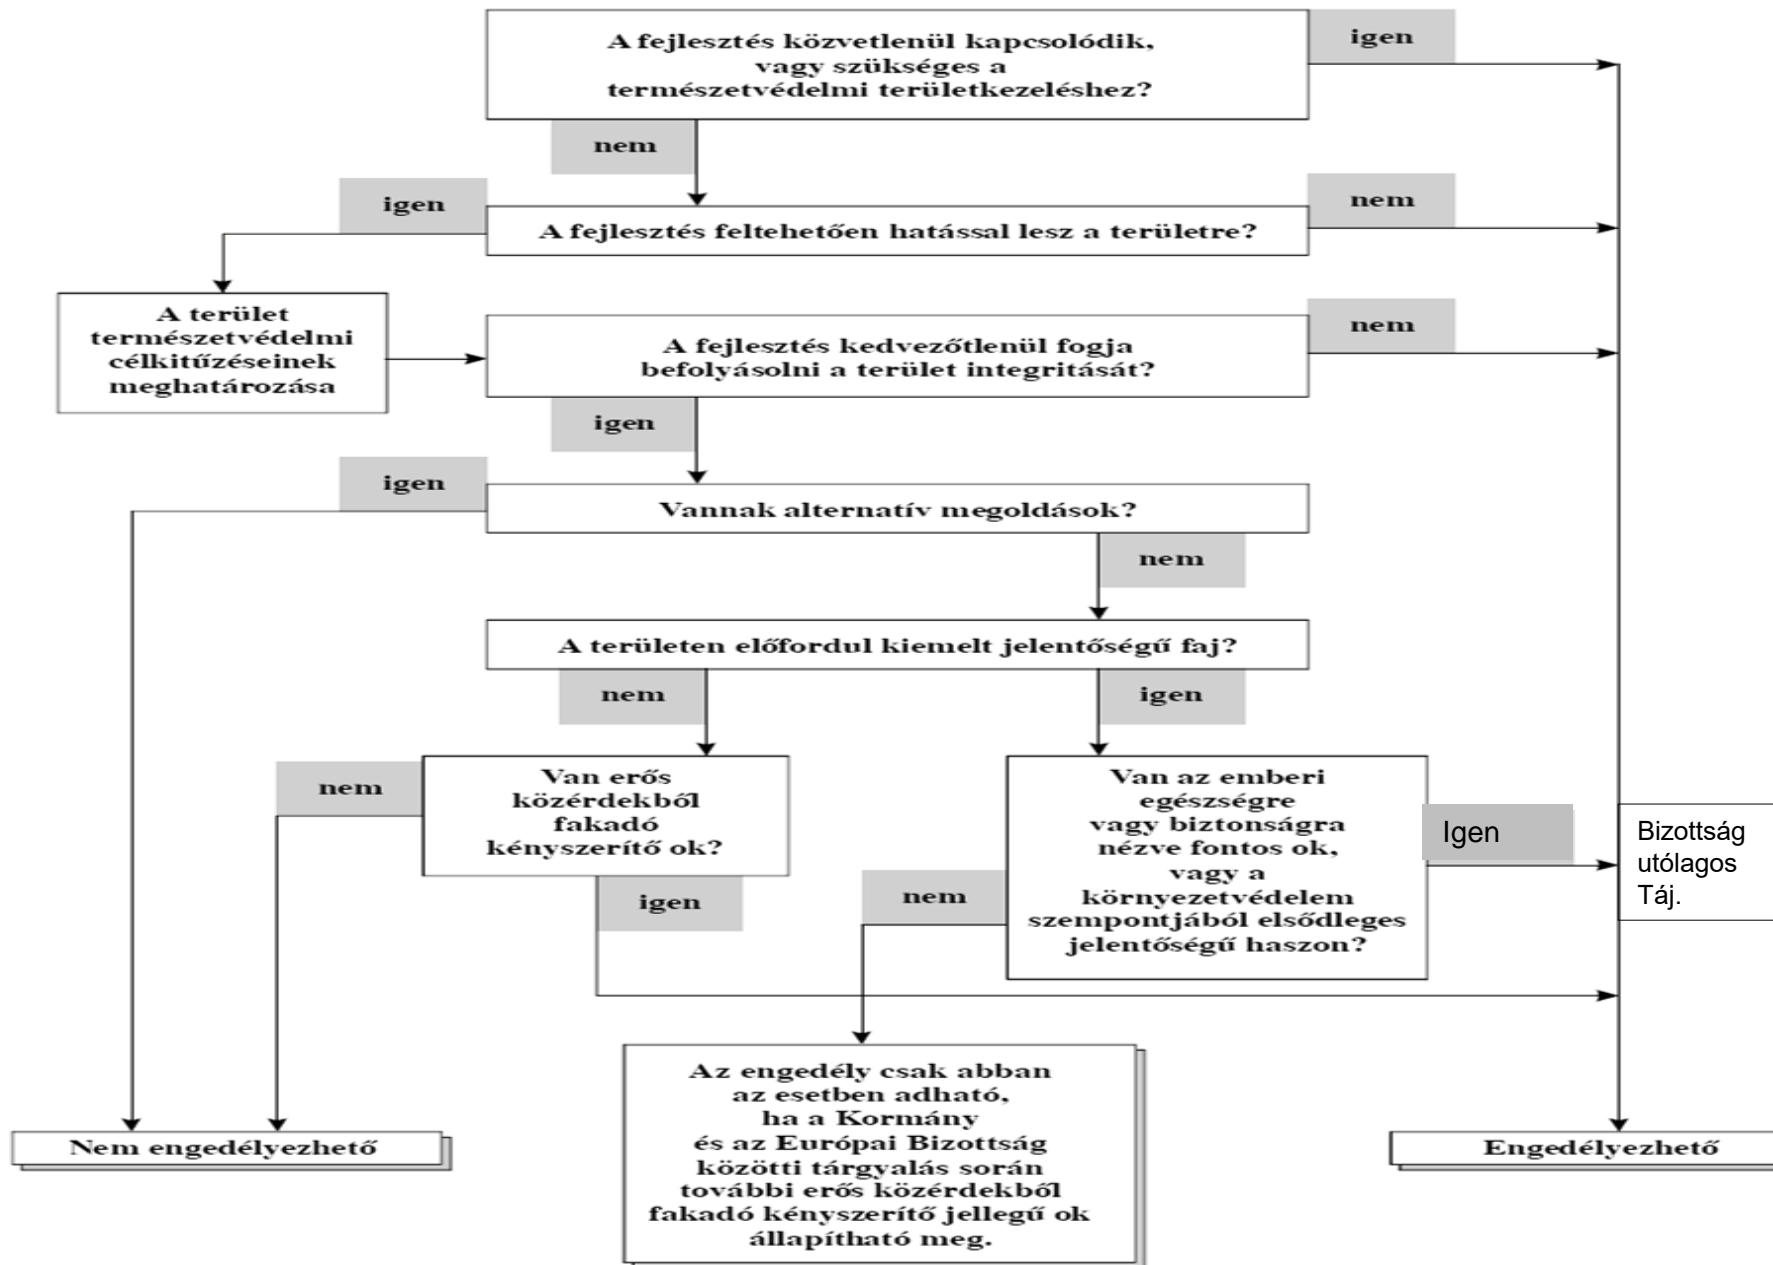 A fejlesztés közvetlenül kapcsolódik,
vagy szükséges a
természetvédelmi területkezeléshez?
igen
nem
igen
A fejlesztés feltehetően hatással lesz a területre?
nem
A terület
természetvédelmi
célkitűzéseinek
meghatározása
A fejlesztés kedvezőtlenül fogja
befolyásolni a terület integritását?
nem
igen
igen
Vannak alternatív megoldások?
nem
A területen előfordul kiemelt jelentőségű faj?
nem
igen
nem
Van erős
közérdekből
fakadó
kényszerítő ok?
igen
Van az emberi
egészségre
vagy biztonságra
nézve fontos ok,
vagy a
környezetvédelem
szempontjából elsődleges
jelentőségű haszon?
nem
Igen
Bizottság
utólagos
Táj.
Nem engedélyezhető
Az engedély csak abban
az esetben adható,
ha a Kormány
és az Európai Bizottság
közötti tárgyalás során
további erős közérdekből
fakadó kényszerítő jellegű ok
állapítható meg.
Engedélyezhető